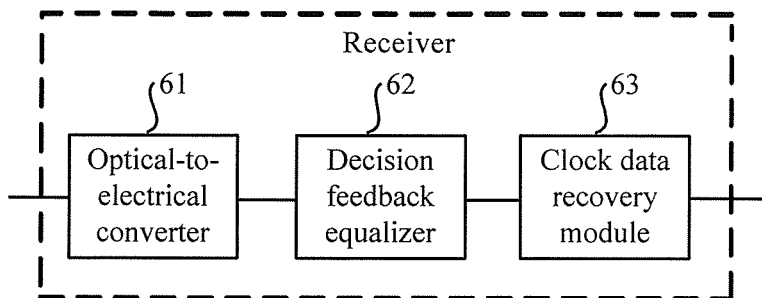 Receiver
61
62
63
Optical-to-
electrical
converter
Decision
feedback
equalizer
Clock data
recovery
module